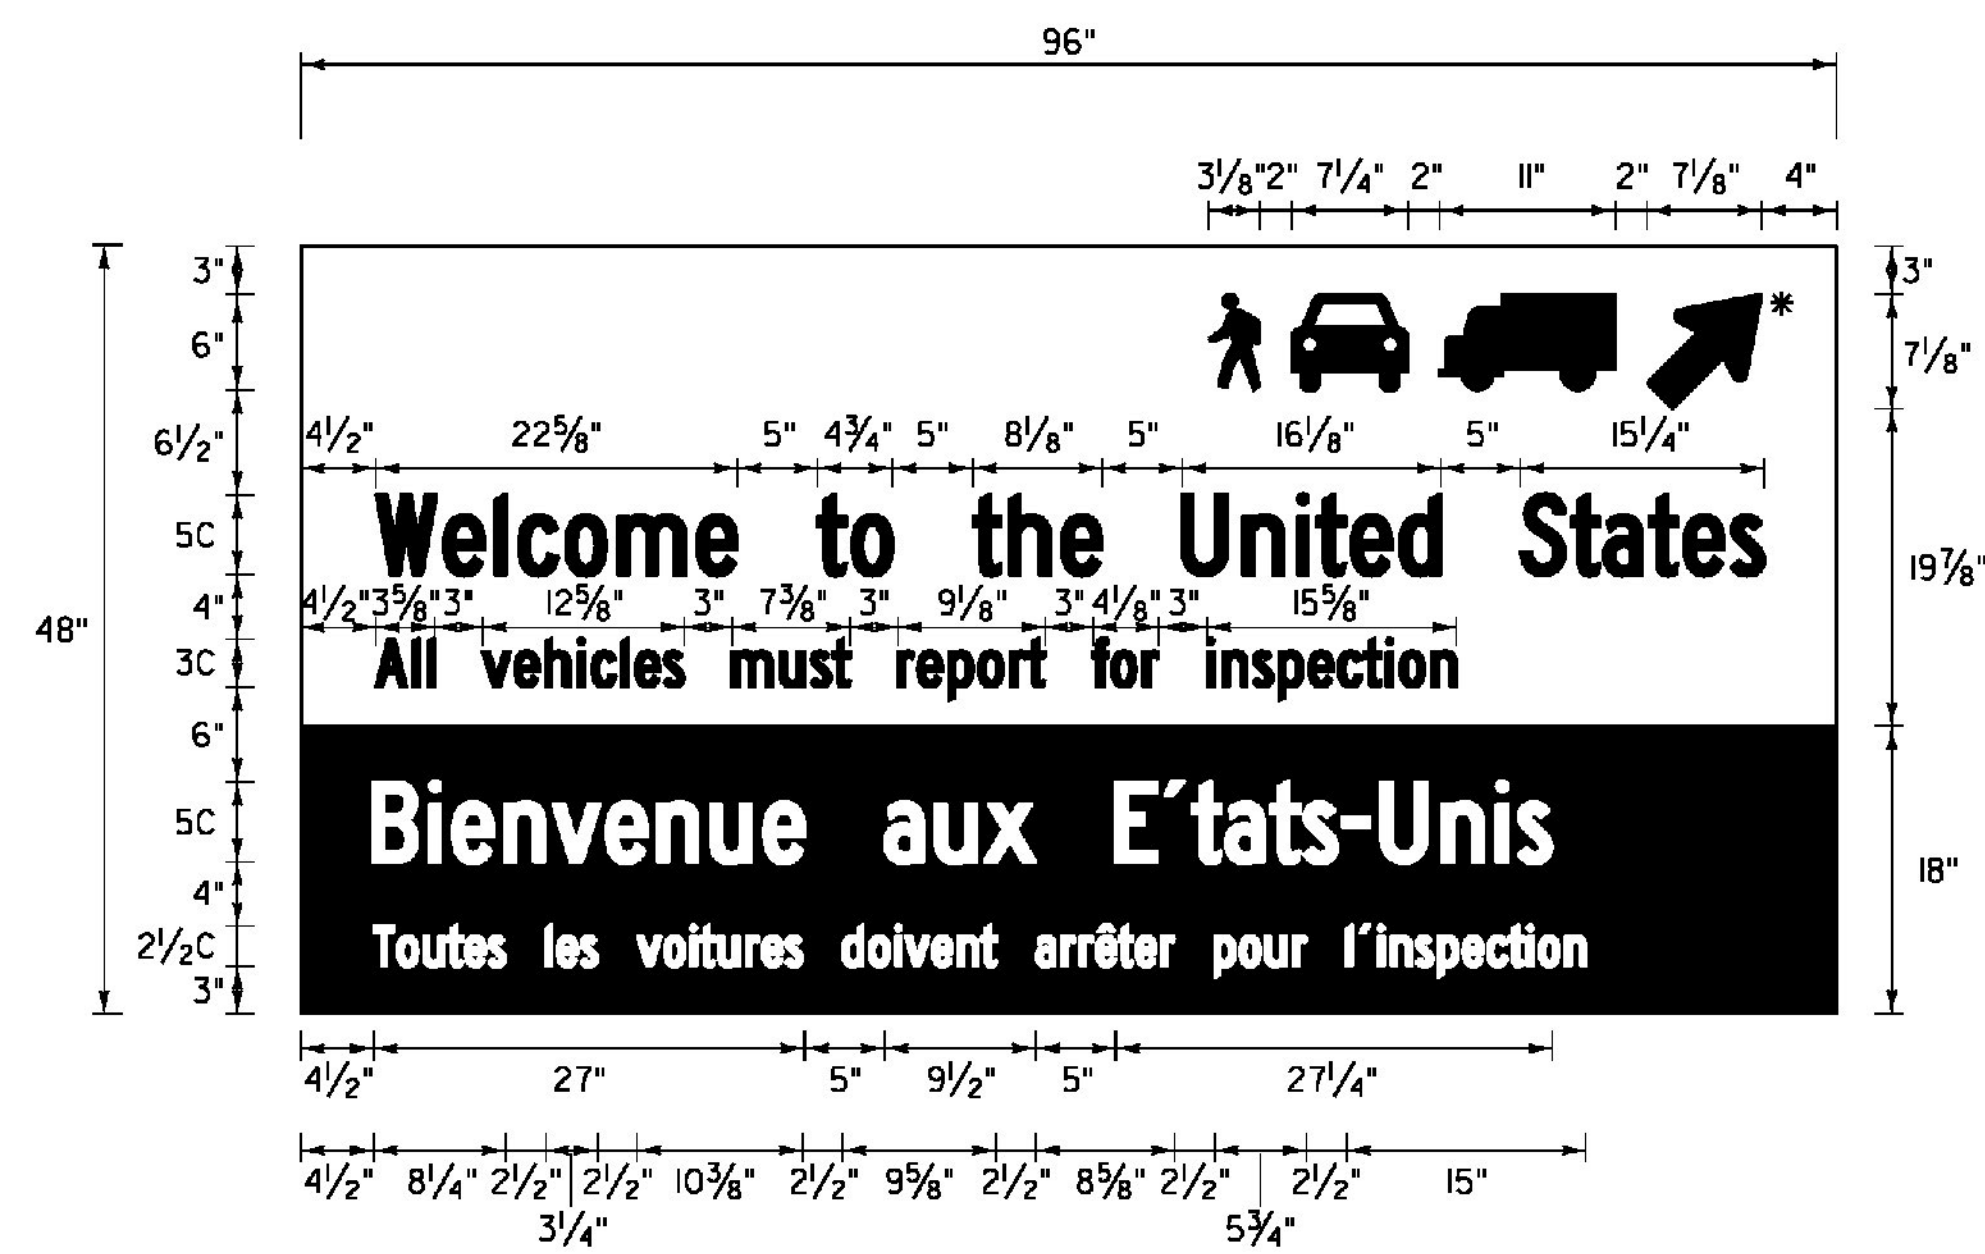 96"
3⅛" 2" 7¼" 2" 11" 2" 7⅛" 4"
3" 3"
6" * 7⅛"
6½" 4½" 22⅝" 5" 4¾" 5" 8⅛" 5" 16⅛" 5" 15¼"
5C Welcome to the United States 19⅞"
48" 4" 4½" 3⅝" 3" 12⅝" 3" 7⅜" 3" 9⅛" 3" 4⅛" 3" 15⅝"
3C All vehicles must report for inspection
6"
5C Bienvenue aux E´tats-Unis
4" 18"
2½C Toutes les voitures doivent arrêter pour l´inspection
3"
4½" 27" 5" 9½" 5" 27¼"
4½" 8¼" 2½" 2½" 10⅜" 2½" 9⅝" 2½" 8⅝" 2½" 2½" 15"
3¼" 5¾"